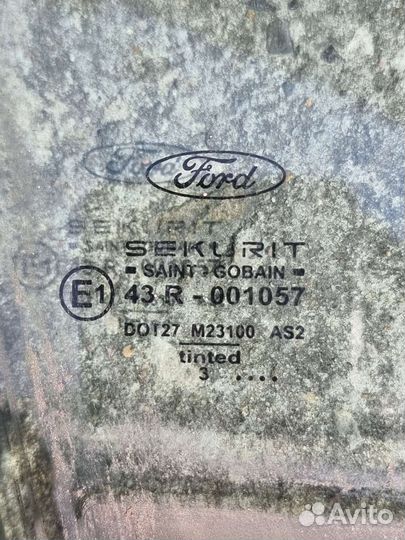 Ford
SEKURIT
SAINT-GOBAIN
E1 43 R - 001057
DOT27 M23100 AS2
tinted
3 ....
Avito